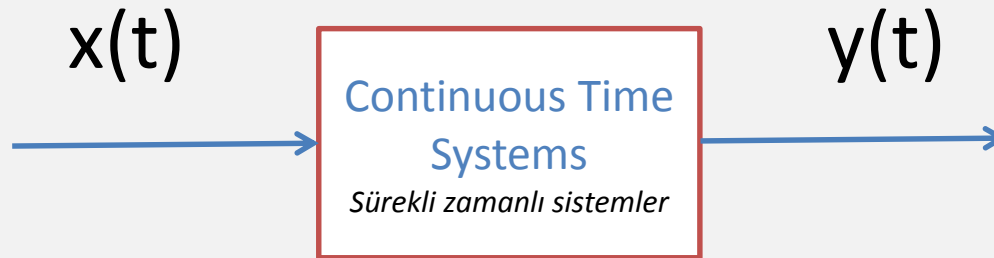 x(t)
y(t)
Continuous Time
Systems
Sürekli zamanlı sistemler